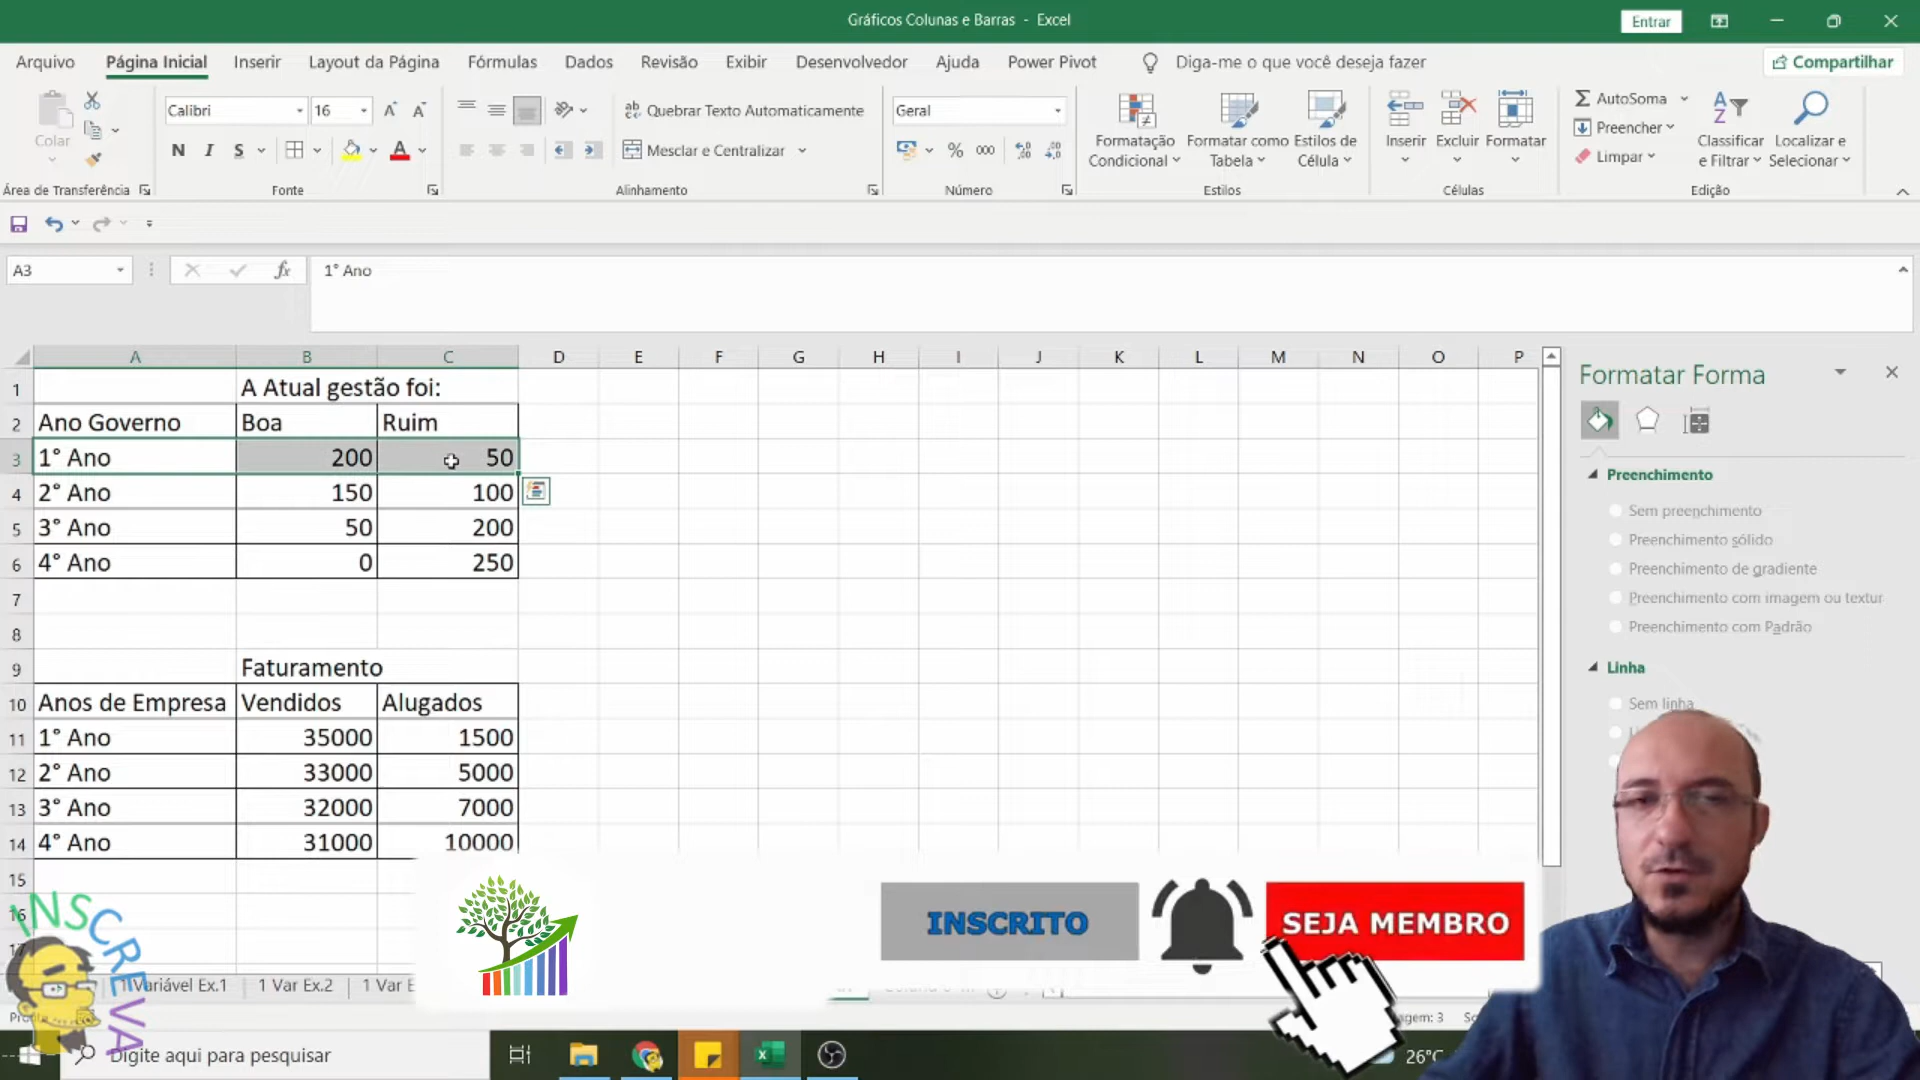 Gráficos Colunas e Barras - Excel
Entrar
Arquivo Página Inicial Inserir Layout da Página Fórmulas Dados Revisão Exibir Desenvolvedor Ajuda Power Pivot Diga-me o que você deseja fazer Compartilhar
Colar
Área de Transferência
Calibri 16
N I S
Fonte
Quebrar Texto Automaticamente
Mesclar e Centralizar
Alinhamento
Geral
% 000
Número
Formatação Condicional
Formatar como Tabela
Estilos de Célula
Estilos
Inserir Excluir Formatar
Células
AutoSoma
Preencher
Limpar
Classificar e Filtrar
Localizar e Selecionar
Edição
A3 fx 1° Ano
A B C D E F G H I J K L M N O P
1 A Atual gestão foi:
2 Ano Governo Boa Ruim
3 1° Ano 200 50
4 2° Ano 150 100
5 3° Ano 50 200
6 4° Ano 0 250
7
8
9 Faturamento
10 Anos de Empresa Vendidos Alugados
11 1° Ano 35000 1500
12 2° Ano 33000 5000
13 3° Ano 32000 7000
14 4° Ano 31000 10000
15
16
17
Formatar Forma
Preenchimento
Sem preenchimento
Preenchimento sólido
Preenchimento de gradiente
Preenchimento com imagem ou textur
Preenchimento com Padrão
Linha
Sem linha
INSCREVA
INSCRITO
SEJA MEMBRO
1 Variável Ex.1 1 Var Ex.2 1 Var E
Digite aqui para pesquisar
26°C